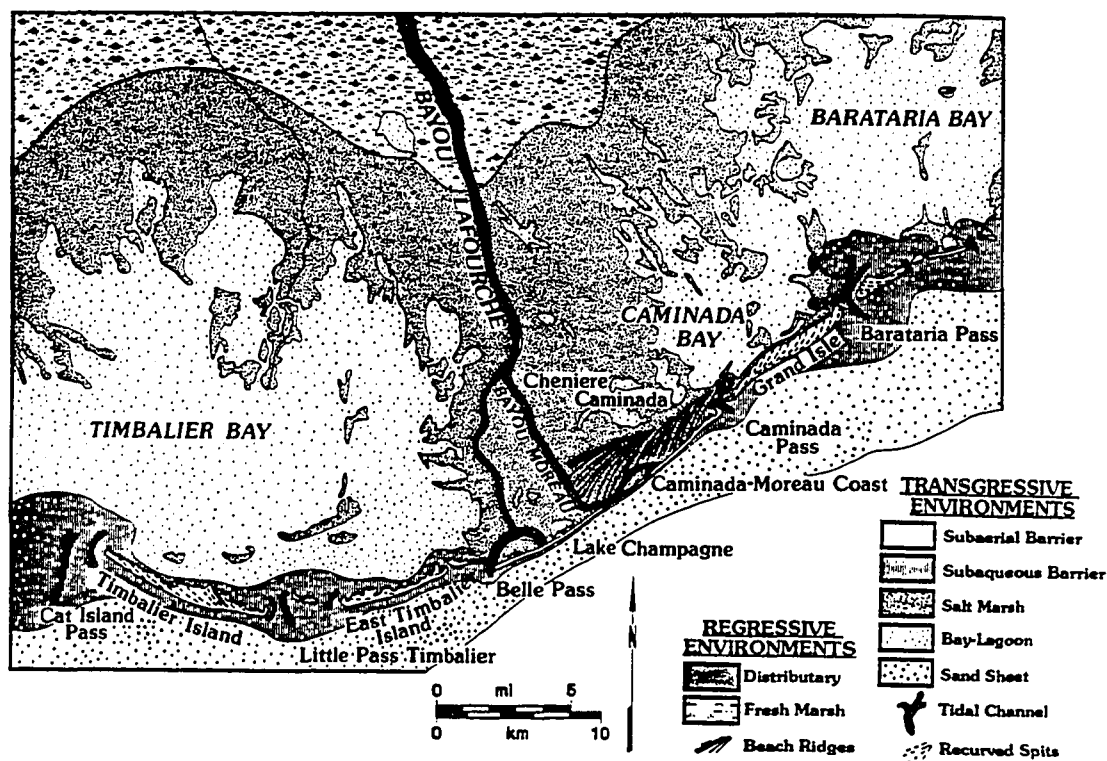 BARATARIA BAY
BAYOU LAFOURCHE
CAMINADA
BAY
Barataria Pass
Grand Isle
Cheniere
Caminada
BAYOU MOREAU
TIMBALIER BAY
Caminada
Pass
Caminada-Moreau Coast
Lake Champagne
Belle Pass
Timbalier Island
East Timbalier
Island
Cat Island
Pass
Little Pass Timbalier
N
0 mi 5
0 km 10
REGRESSIVE
ENVIRONMENTS
Distributary
Fresh Marsh
Beach Ridges
TRANSGRESSIVE
ENVIRONMENTS
Subaerial Barrier
Subaqueous Barrier
Salt Marsh
Bay-Lagoon
Sand Sheet
Tidal Channel
Recurved Spits